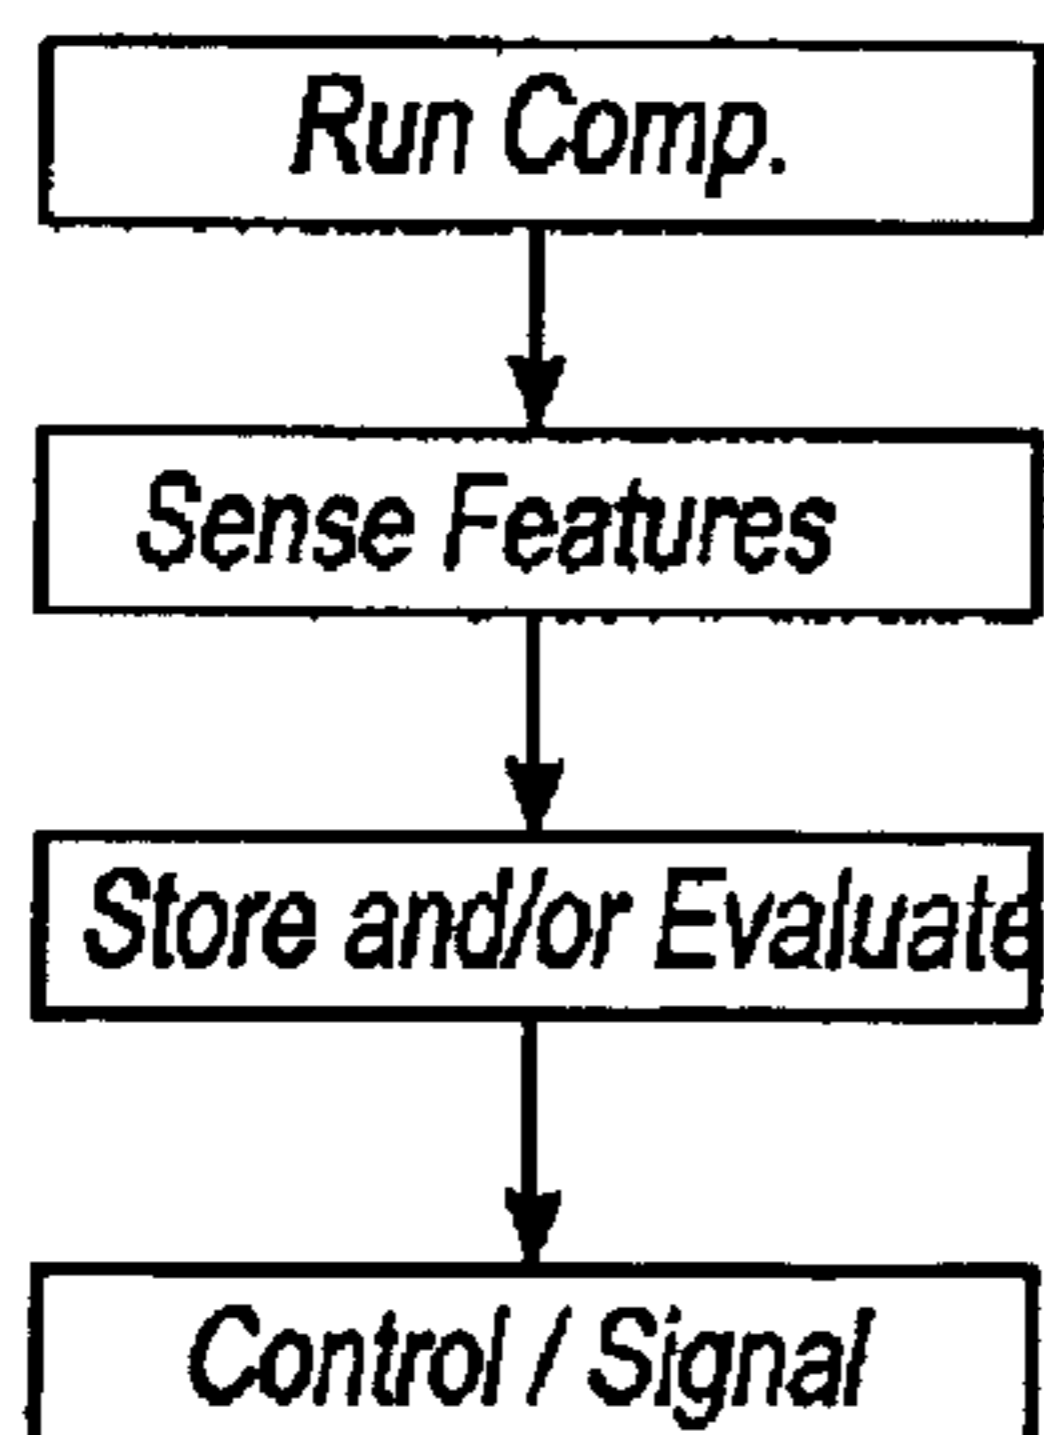 Run Comp.
Sense Features
Store and/or Evaluate
Control / Signal